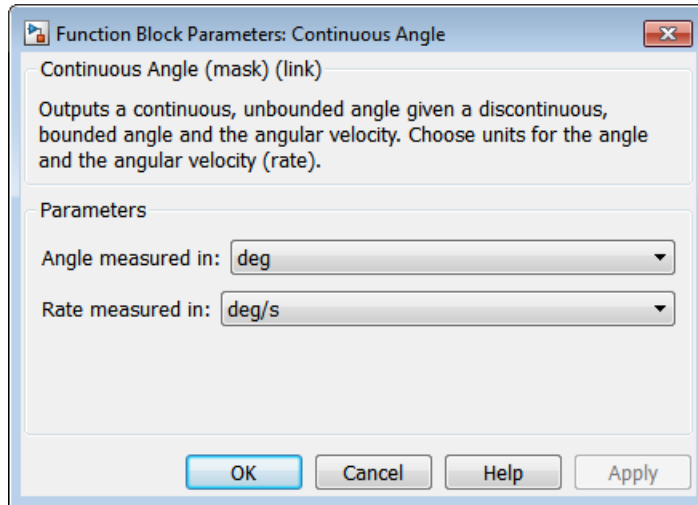 Function Block Parameters: Continuous Angle
Continuous Angle (mask) (link)
Outputs a continuous, unbounded angle given a discontinuous,
bounded angle and the angular velocity. Choose units for the angle
and the angular velocity (rate).
Parameters
Angle measured in: deg
Rate measured in: deg/s
OK Cancel Help Apply